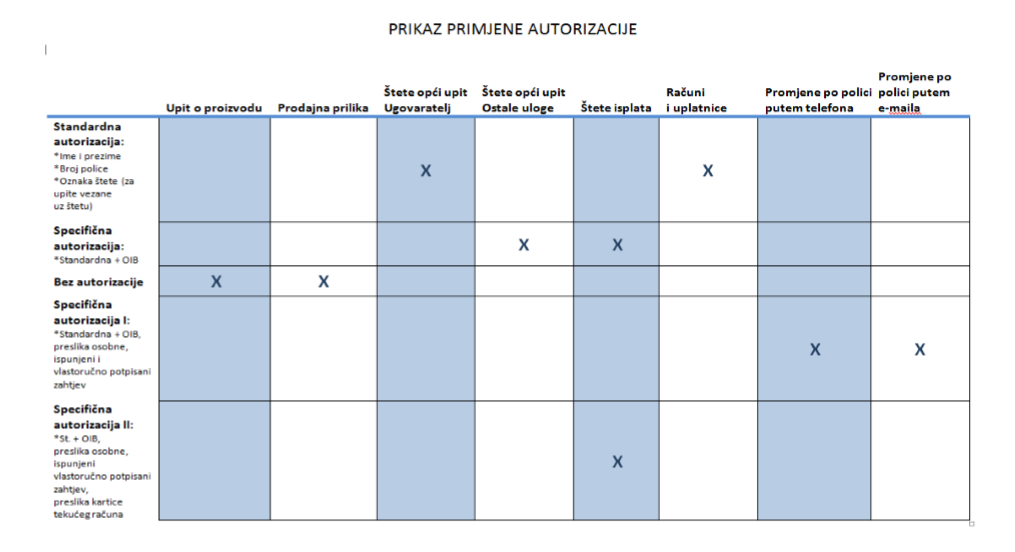 PRIKAZ PRIMJENE AUTORIZACIJE
Promjene po
Štete opći upit Štete opći upit Računi Promjene po polici polici putem
Upit o proizvodu Prodajna prilika Ugovaratelj Ostale uloge Štete isplata i uplatnice putem telefona e-maila
Standardna
autorizacija:
*Ime i prezime
*Broj police
*Oznaka štete (za
upite vezane
uz štetu)
X X
Specifična
autorizacija:
*Standardna + OIB
X X
Bez autorizacije X X
Specifična
autorizacija I:
*Standardna + OIB,
preslika osobne,
ispunjeni i
vlastoručno potpisani
zahtjev
X X
Specifična
autorizacija II:
*St. + OIB,
preslika osobne,
ispunjeni
vlastoručno potpisani
zahtjev,
preslika kartice
tekućeg računa
X